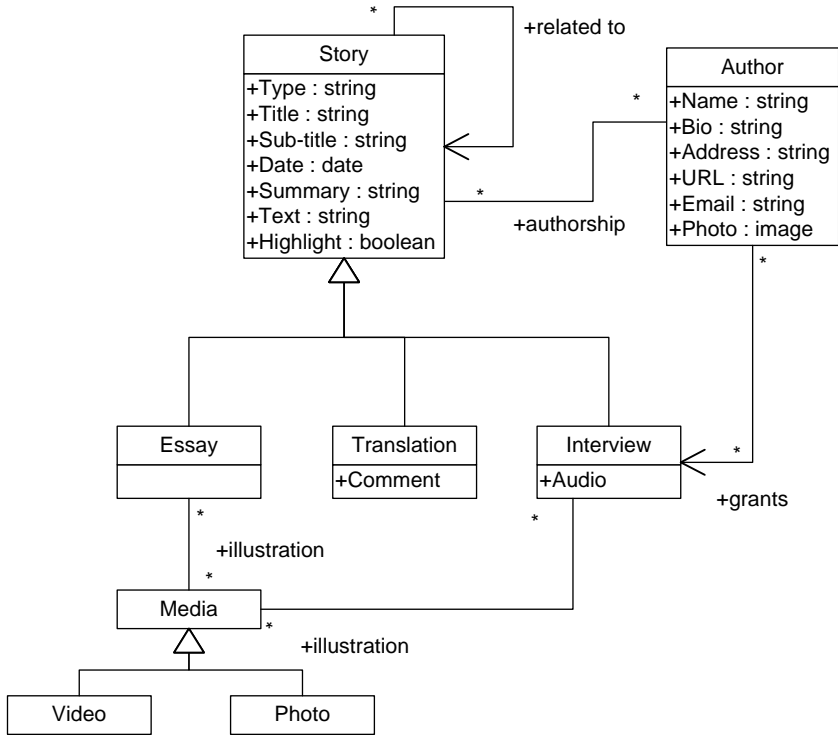 *
+related to
Story
+Type : string
+Title : string
+Sub-title : string
+Date : date
+Summary : string
+Text : string
+Highlight : boolean
Author
+Name : string
+Bio : string
+Address : string
+URL : string
+Email : string
+Photo : image
*
*
+authorship
*
Essay
Translation
+Comment
Interview
+Audio
*
+grants
*
*
+illustration
*
Media
*
+illustration
Video
Photo